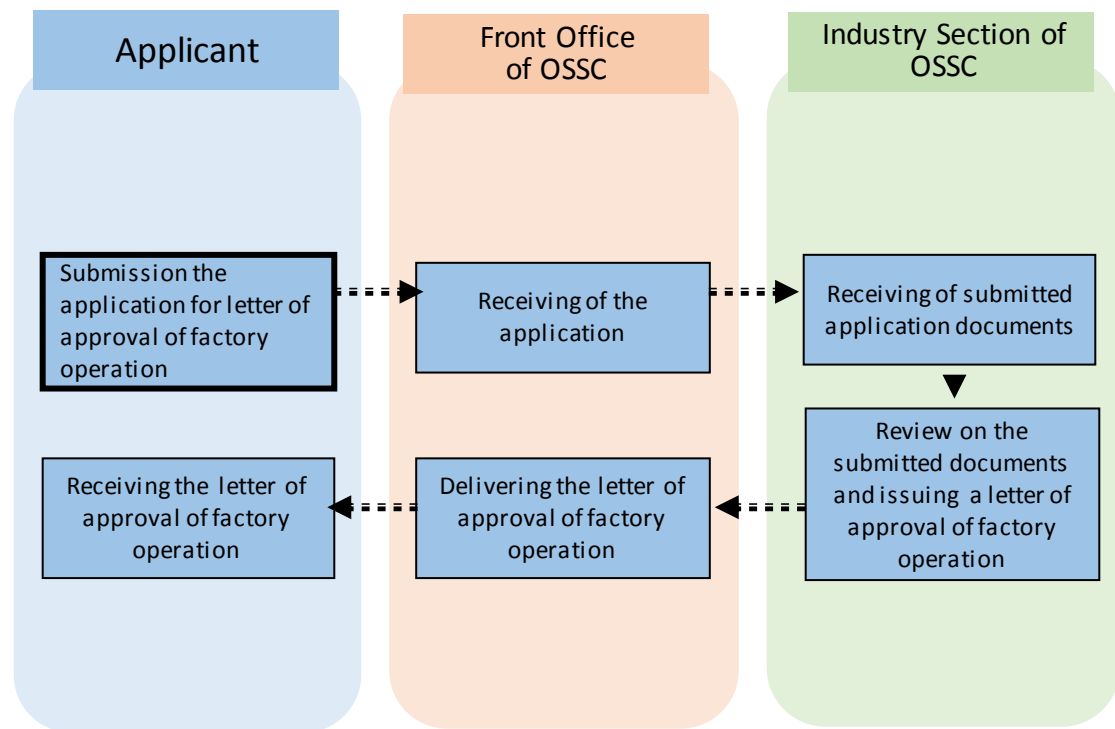 Applicant
Front Office
of OSSC
Industry Section of
OSSC
Submission the
application for letter of
approval of factory
operation
Receiving of the
application
Receiving of submitted
application documents
Receiving the letter of
approval of factory
operation
Delivering the letter of
approval of factory
operation
Review on the
submitted documents
and issuing a letter of
approval of factory
operation